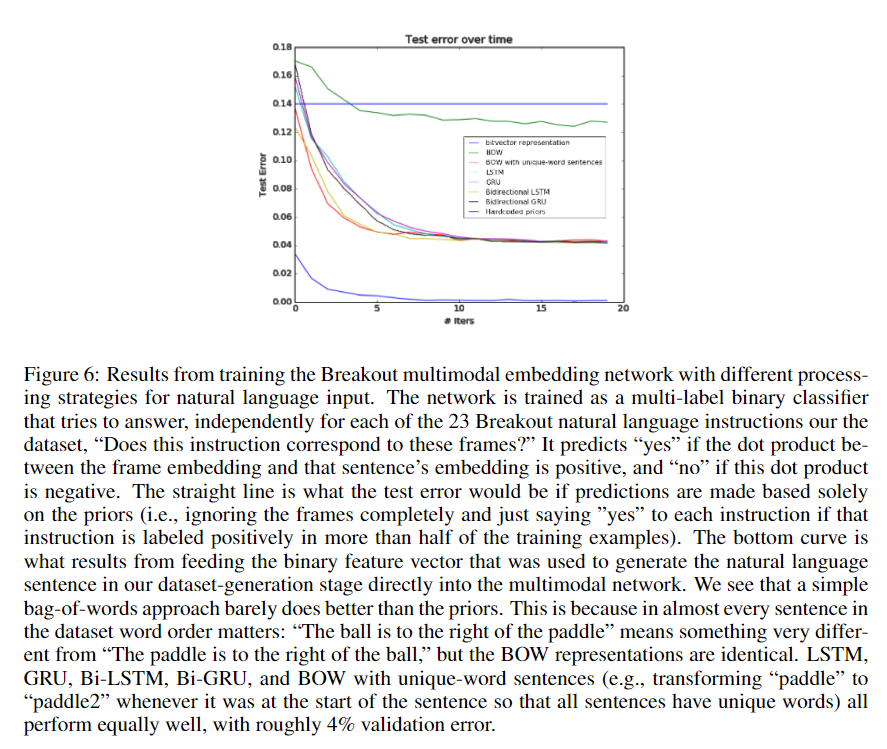 Test error over time
0.18
0.16
0.14
0.12
0.10
0.08
0.06
0.04
0.02
0.00
Test Error
bitvector representation
BOW
BOW with unique-word sentences
LSTM
GRU
Bidirectional LSTM
Bidirectional GRU
Hardcoded priors
0
5
10
15
20
# Iters
Figure 6: Results from training the Breakout multimodal embedding network with different process-
ing strategies for natural language input. The network is trained as a multi-label binary classifier
that tries to answer, independently for each of the 23 Breakout natural language instructions our the
dataset, “Does this instruction correspond to these frames?” It predicts “yes” if the dot product be-
tween the frame embedding and that sentence’s embedding is positive, and “no” if this dot product
is negative. The straight line is what the test error would be if predictions are made based solely
on the priors (i.e., ignoring the frames completely and just saying ”yes” to each instruction if that
instruction is labeled positively in more than half of the training examples). The bottom curve is
what results from feeding the binary feature vector that was used to generate the natural language
sentence in our dataset-generation stage directly into the multimodal network. We see that a simple
bag-of-words approach barely does better than the priors. This is because in almost every sentence in
the dataset word order matters: “The ball is to the right of the paddle” means something very differ-
ent from “The paddle is to the right of the ball,” but the BOW representations are identical. LSTM,
GRU, Bi-LSTM, Bi-GRU, and BOW with unique-word sentences (e.g., transforming “paddle” to
“paddle2” whenever it was at the start of the sentence so that all sentences have unique words) all
perform equally well, with roughly 4% validation error.